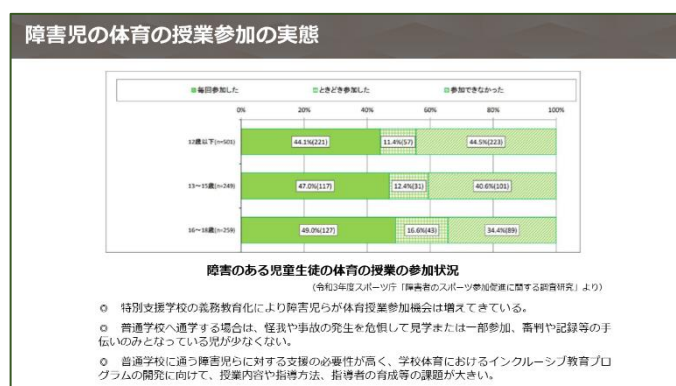 障害児の体育の授業参加の実態
毎回参加した ときどき参加した 参加できなかった
0% 20% 40% 60% 80% 100%
12歳以下(n=501) 44.1%(221) 11.4%(57) 44.5%(223)
13～15歳(n=249) 47.0%(117) 12.4%(31) 40.6%(101)
16～18歳(n=259) 49.0%(127) 16.6%(43) 34.4%(89)
障害のある児童生徒の体育の授業の参加状況
(令和3年度スポーツ庁「障害者のスポーツ参加促進に関する調査研究」より)
○ 特別支援学校の義務教育化により障害児らが体育授業参加機会は増えてきている。
○ 普通学校へ通学する場合は、怪我や事故の発生を危惧して見学または一部参加、審判や記録等の手
伝いのみとなっている児が少なくない。
○ 普通学校に通う障害児らに対する支援の必要性が高く、学校体育におけるインクルーシブ教育プロ
グラムの開発に向けて、授業内容や指導方法、指導者の育成等の課題が大きい。